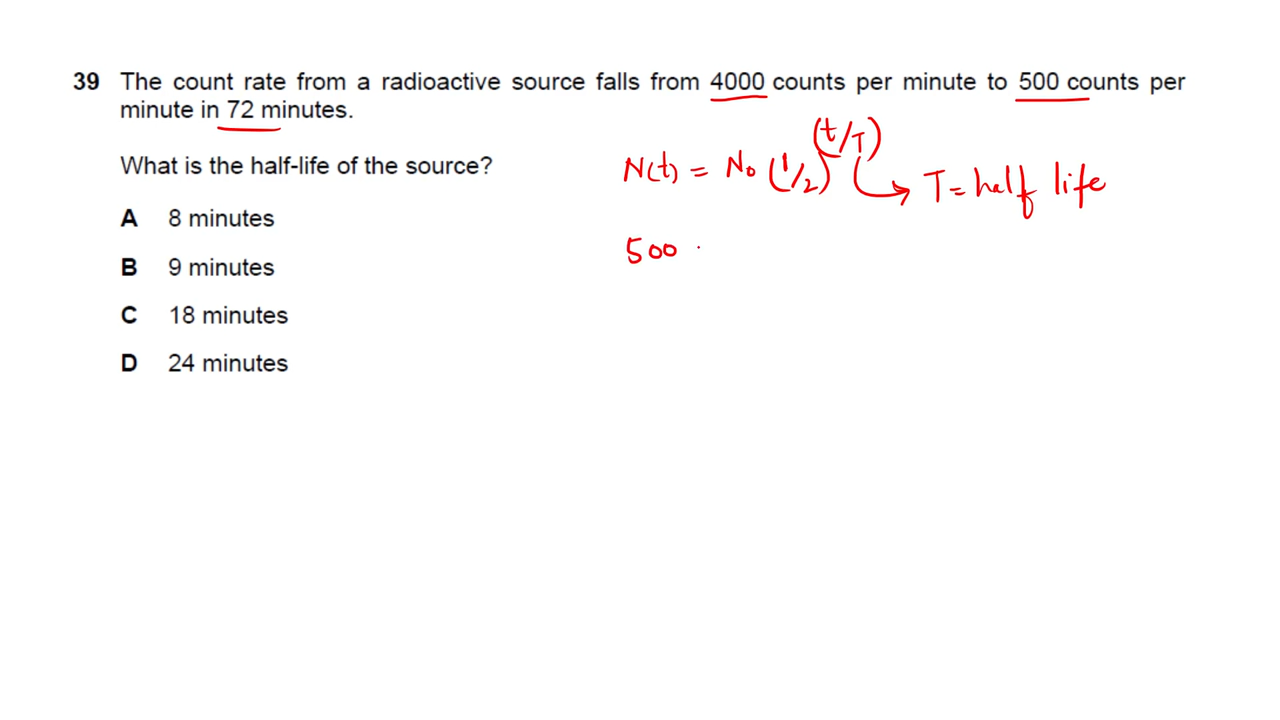 39 The count rate from a radioactive source falls from 4000 counts per minute to 500 counts per
minute in 72 minutes.
What is the half-life of the source?
A 8 minutes
B 9 minutes
C 18 minutes
D 24 minutes
N(t) = N₀ (1/2)^(t/T) → T = half life
500